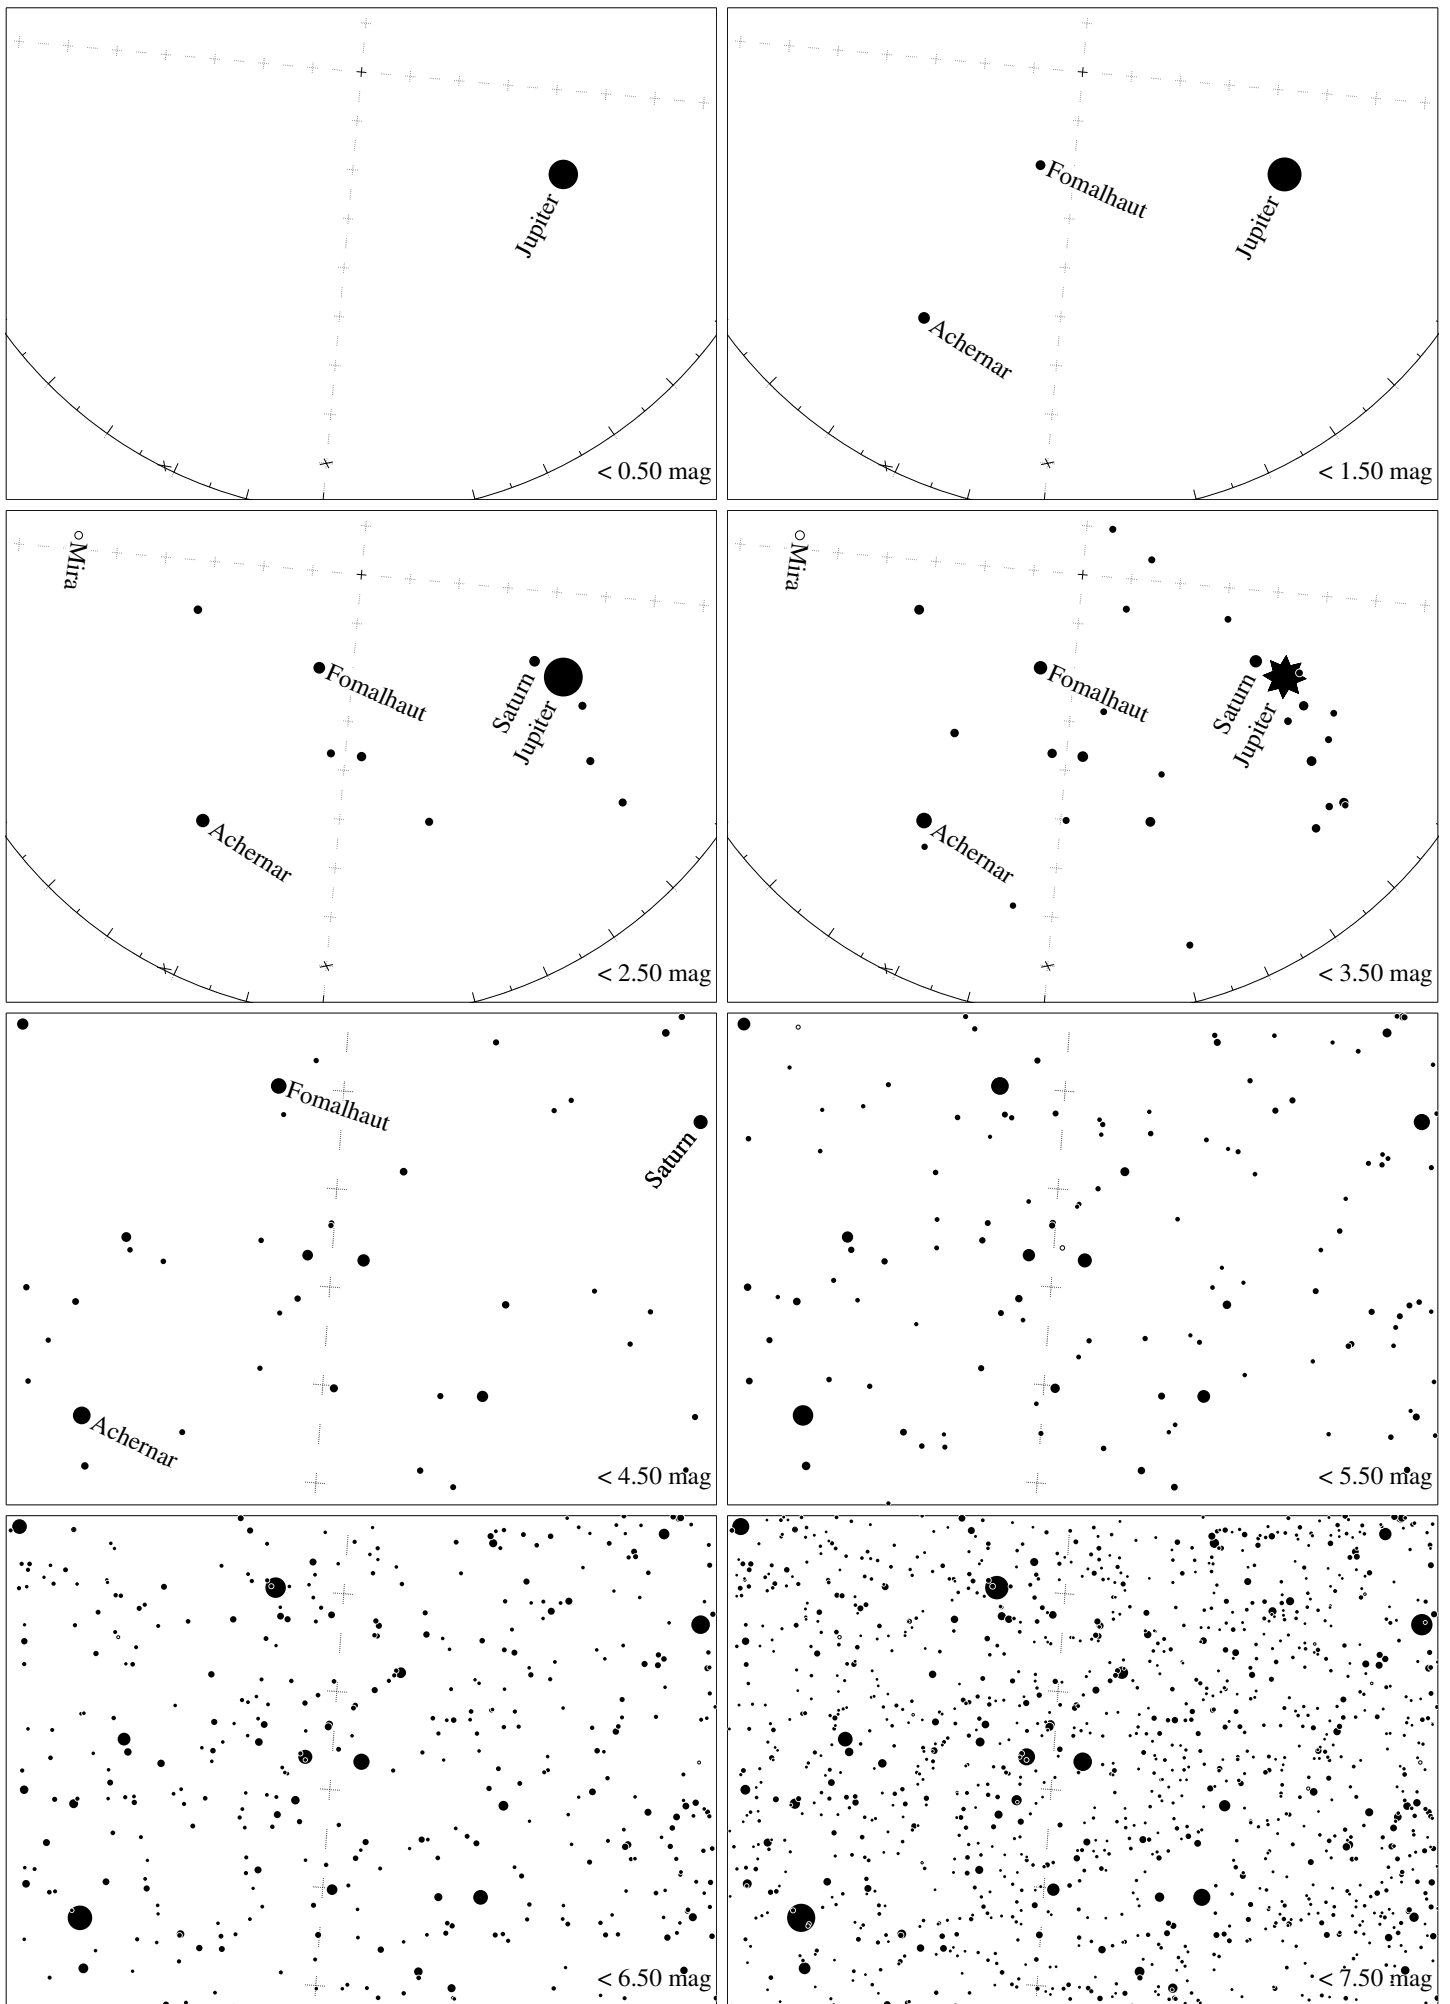 Jupiter
< 0.50 mag
Fomalhaut
Jupiter
Achernar
< 1.50 mag
Mira
Fomalhaut
Saturn
Jupiter
Achernar
< 2.50 mag
Mira
Fomalhaut
Saturn
Jupiter
Achernar
< 3.50 mag
Fomalhaut
Saturn
Achernar
< 4.50 mag
< 5.50 mag
< 6.50 mag
< 7.50 mag